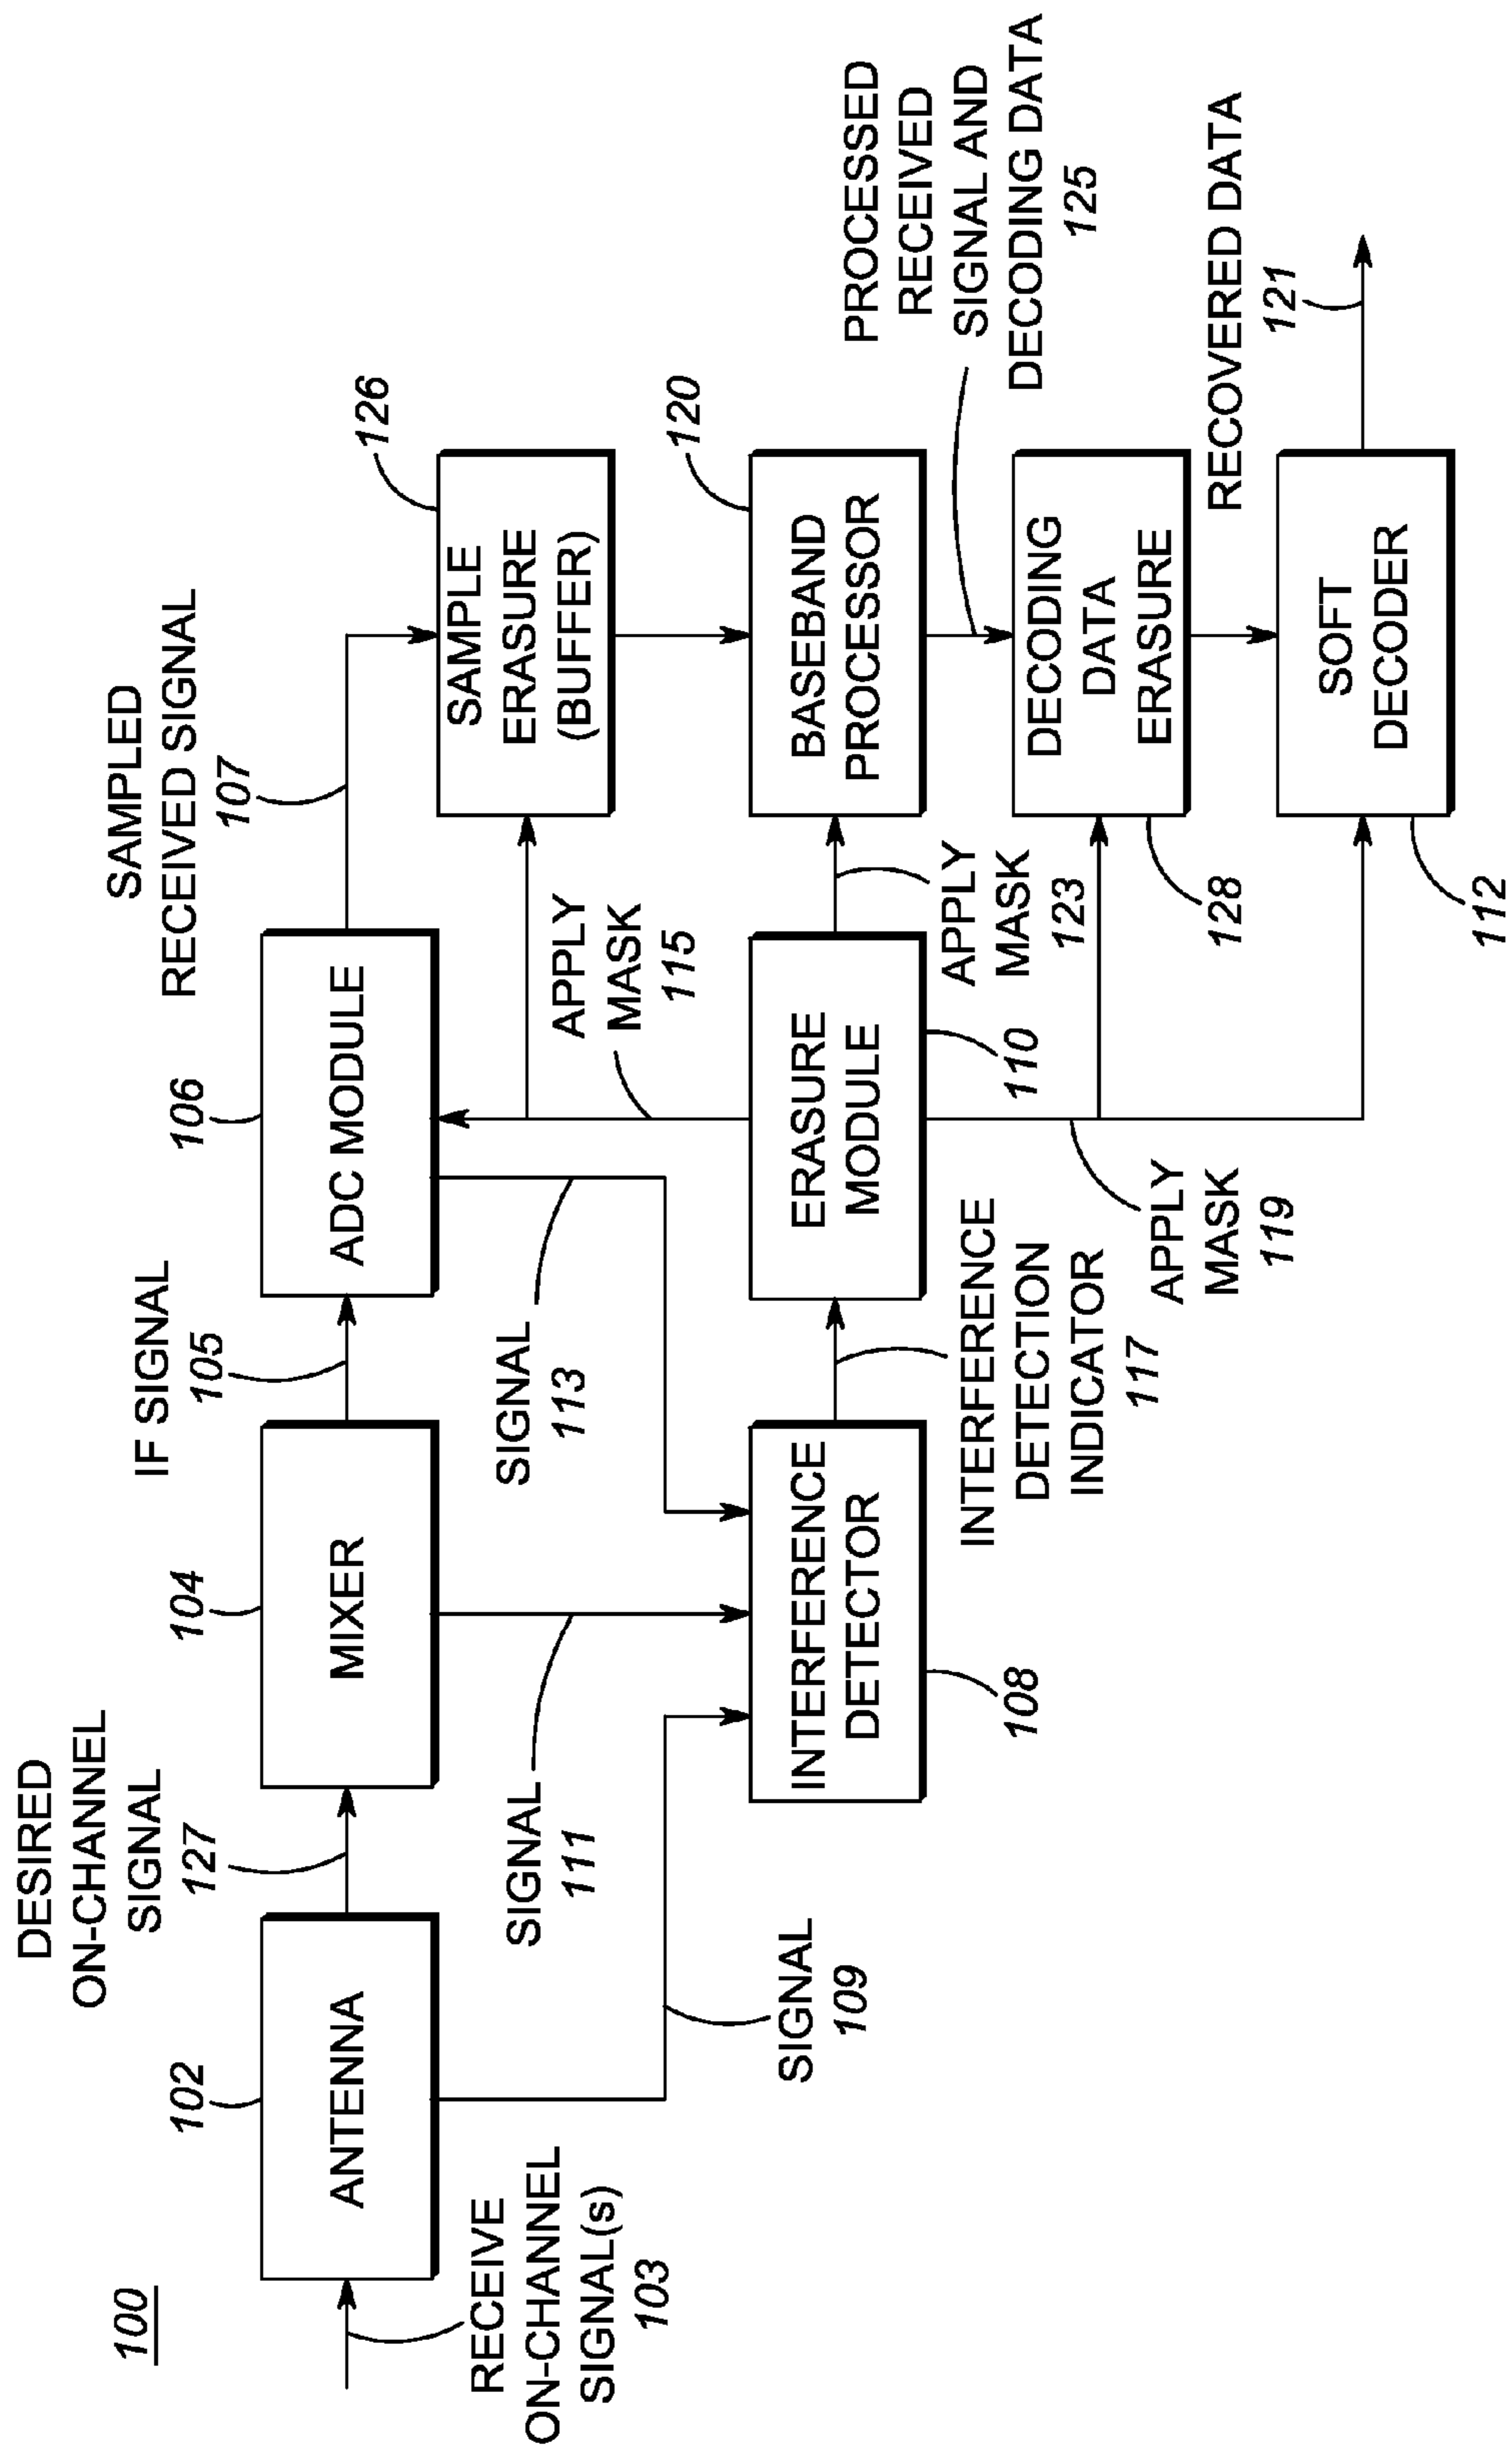 100
RECEIVE
ON-CHANNEL
SIGNAL(s)
103
102
ANTENNA
DESIRED
ON-CHANNEL
SIGNAL
127
104
MIXER
IF SIGNAL
105
106
ADC MODULE
SAMPLED
RECEIVED SIGNAL
107
126
SAMPLE
ERASURE
(BUFFER)
SIGNAL
109
SIGNAL
111
SIGNAL
113
APPLY
MASK
115
INTERFERENCE
DETECTOR
108
INTERFERENCE
DETECTION
INDICATOR
117
ERASURE
MODULE
110
APPLY
MASK
123
120
BASEBAND
PROCESSOR
PROCESSED
RECEIVED
SIGNAL AND
DECODING DATA
125
APPLY
MASK
119
DECODING
DATA
ERASURE
128
SOFT
DECODER
112
RECOVERED DATA
121